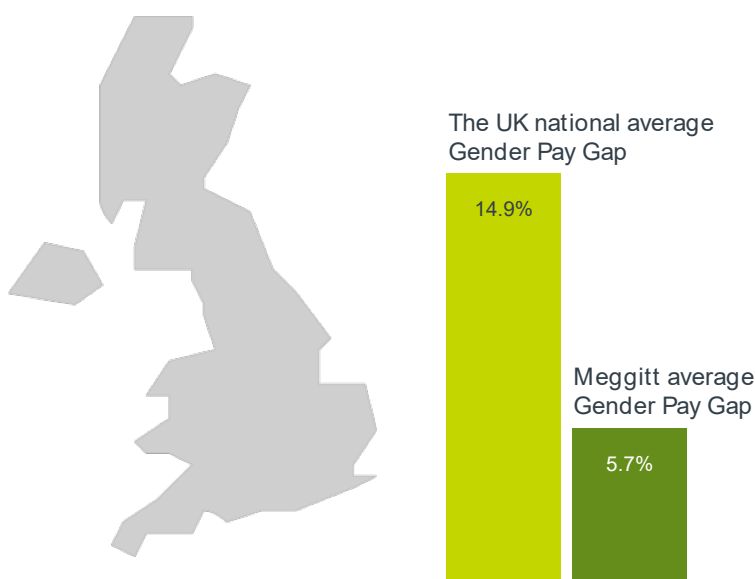 The UK national average
Gender Pay Gap
14.9%
Meggitt average
Gender Pay Gap
5.7%